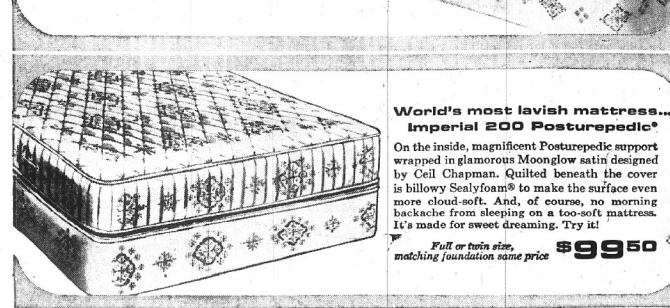 World's most lavish mattress...
Imperial 200 Posturepedic®
On the inside, magnificent Posturepedic support
wrapped in glamorous Moonglow satin designed
by Ceil Chapman. Quilted beneath the cover
is billowy Sealyfoam® to make the surface even
more cloud-soft. And, of course, no morning
backache from sleeping on a too-soft mattress.
It's made for sweet dreaming. Try it!
Full or twin size,
matching foundation same price $99 50